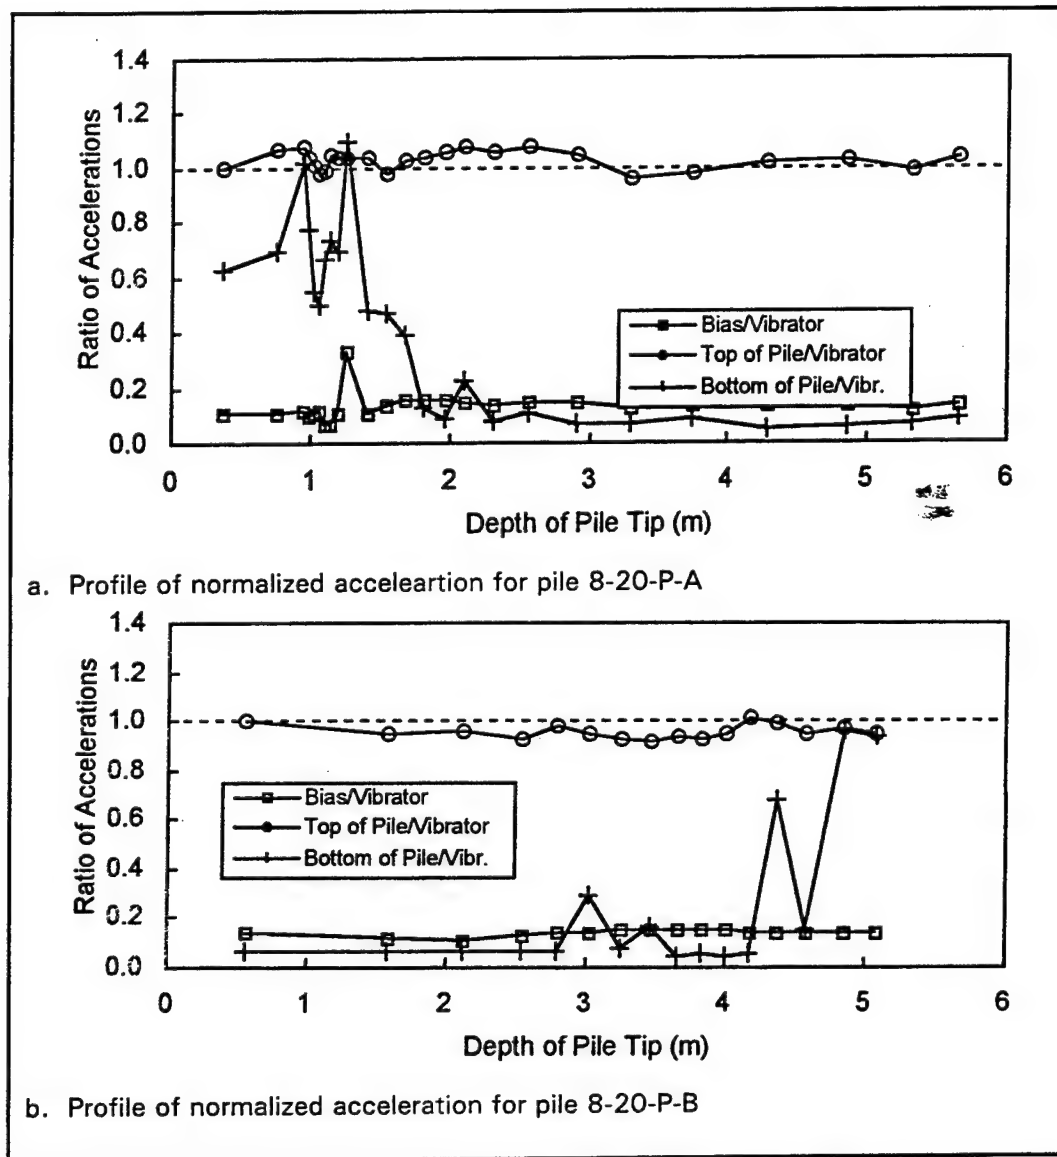 1.4
1.2
1.0
0.8
0.6
0.4
0.2
0.0
Ratio of Accelerations
Bias/Vibrator
Top of Pile/Vibrator
Bottom of Pile/Vibr.
0 1 2 3 4 5 6
Depth of Pile Tip (m)
a. Profile of normalized acceleartion for pile 8-20-P-A
1.4
1.2
1.0
0.8
0.6
0.4
0.2
0.0
Ratio of Accelerations
Bias/Vibrator
Top of Pile/Vibrator
Bottom of Pile/Vibr.
0 1 2 3 4 5 6
Depth of Pile Tip (m)
b. Profile of normalized acceleration for pile 8-20-P-B